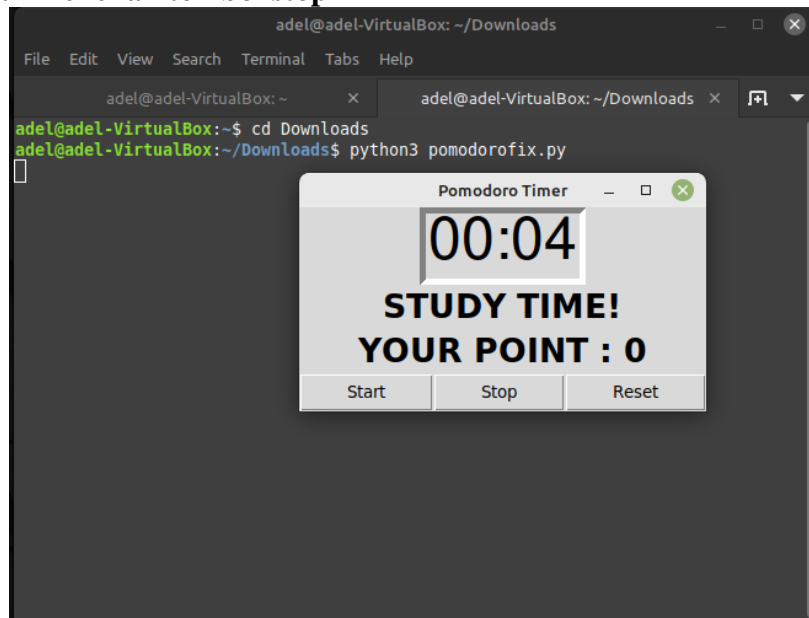 adel@adel-VirtualBox: ~/Downloads
File Edit View Search Terminal Tabs Help
adel@adel-VirtualBox: ~ × adel@adel-VirtualBox: ~/Downloads ×
adel@adel-VirtualBox:~$ cd Downloads
adel@adel-VirtualBox:~/Downloads$ python3 pomodorofix.py
Pomodoro Timer
00:04
STUDY TIME!
YOUR POINT : 0
Start Stop Reset